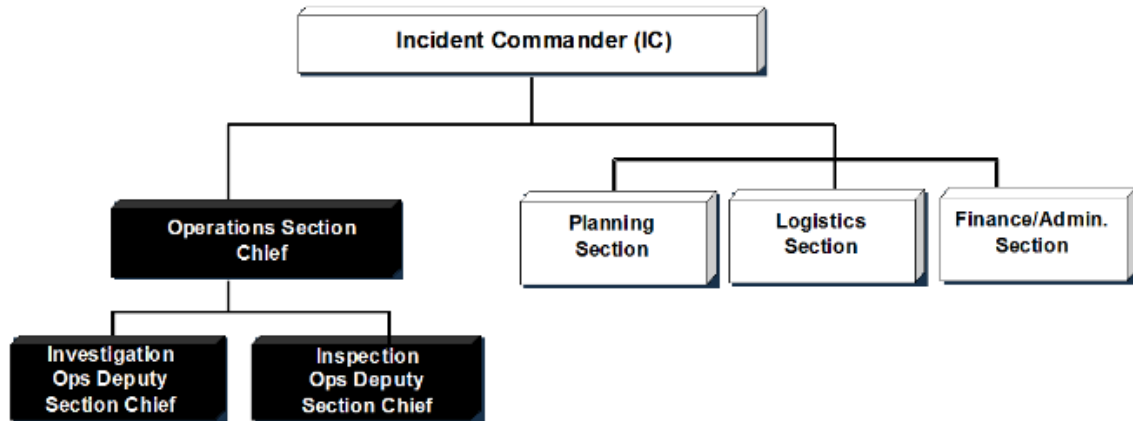 Incident Commander (IC)
Operations Section
Chief
Planning
Section
Logistics
Section
Finance/Admin.
Section
Investigation
Ops Deputy
Section Chief
Inspection
Ops Deputy
Section Chief